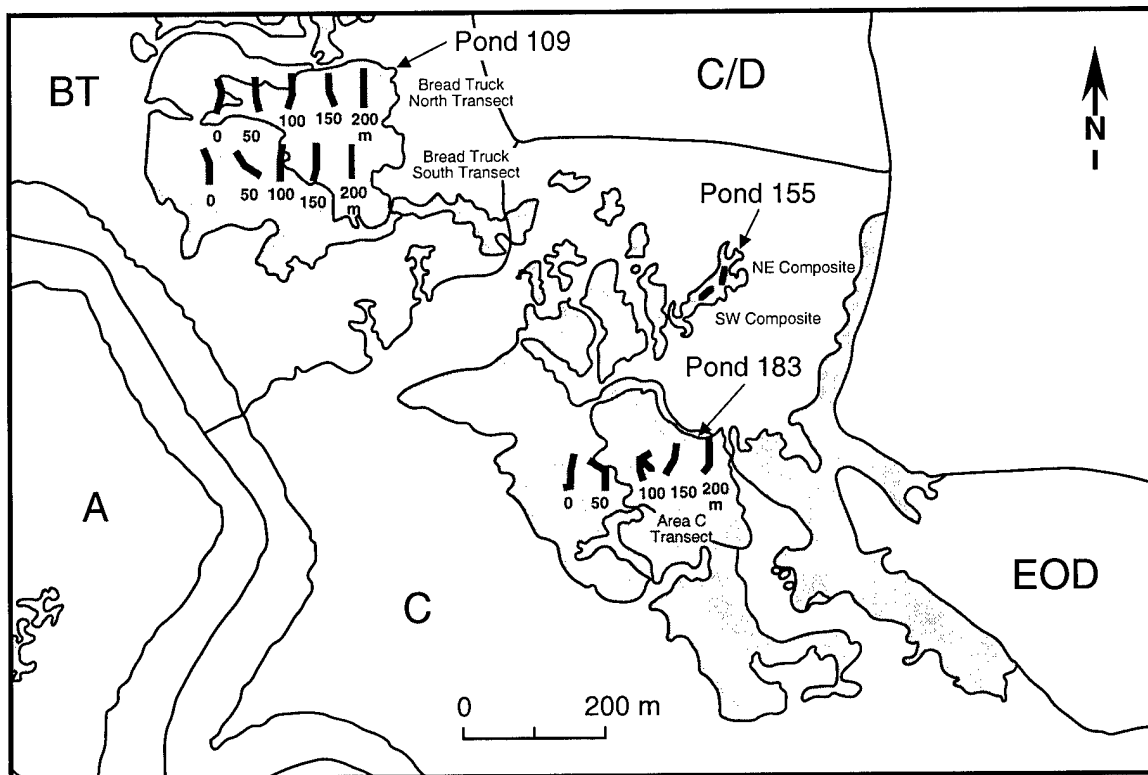 Pond 109
BT
C/D
Bread Truck
North Transect
N
0 50 100 150 200
m
Bread Truck
South Transect
0 50 100 150 200
m
Pond 155
NE Composite
SW Composite
Pond 183
A
0 50 100 150 200
m
Area C
Transect
EOD
C
0 200 m